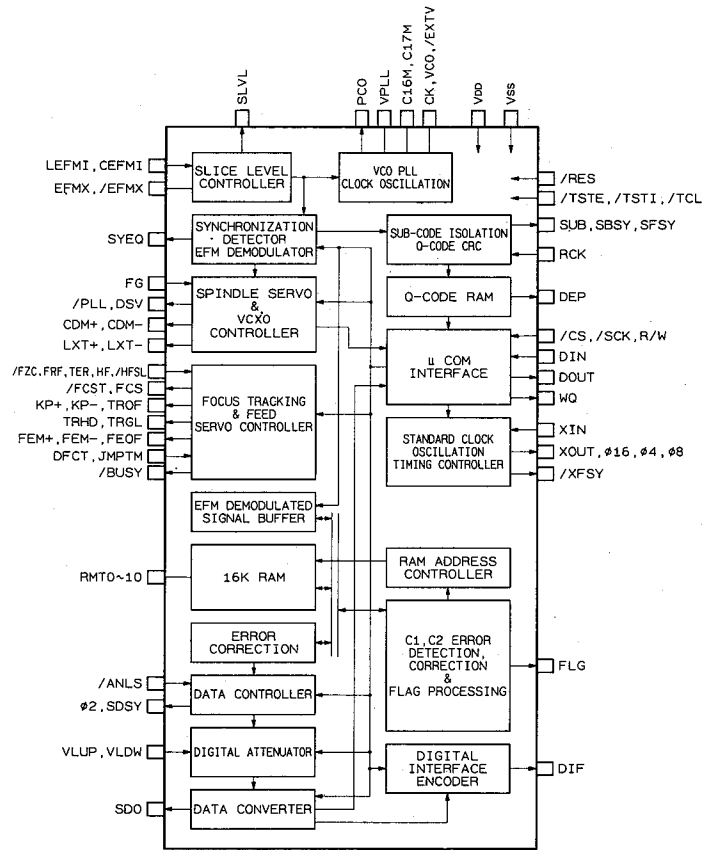 SLVL
PCO
VPLL
C16M, C17M
CK, VCO, /EXTV
VDD
VSS
LEFMI, CEFMI
EFMX, /EFMX
SLICE LEVEL
CONTROLLER
VCO PLL
CLOCK OSCILLATION
/RES
/TSTE, /TSTI, /TCL
SYEQ
SYNCHRONIZATION
DETECTOR
EFM DEMODULATOR
SUB-CODE ISOLATION
Q-CODE CRC
SUB, SBSY, SFSY
RCK
FG
/PLL, DSV
CDM+, CDM-
LXT+, LXT-
SPINDLE SERVO
&
VCXO
CONTROLLER
Q-CODE RAM
DEP
μ COM
INTERFACE
/CS, /SCK, R/W
DIN
DOUT
WQ
/FZC, FRF, TER, HF, /HFSL
/FCST, FCS
KP+, KP-, TROF
TRHD, TRGL
FEM+, FEM-, FEOF
DFCT, JMPTM
/BUSY
FOCUS TRACKING
& FEED
SERVO CONTROLLER
STANDARD CLOCK
OSCILLATION
TIMING CONTROLLER
XIN
XOUT, ø16, ø4, ø8
/XFSY
EFM DEMODULATED
SIGNAL BUFFER
RMT0~10
16K RAM
RAM ADDRESS
CONTROLLER
ERROR
CORRECTION
C1, C2 ERROR
DETECTION,
CORRECTION
&
FLAG PROCESSING
FLG
/ANLS
ø2, SDSY
DATA CONTROLLER
VLUP, VLDW
DIGITAL ATTENUATOR
DIGITAL
INTERFACE
ENCODER
DIF
SDO
DATA CONVERTER